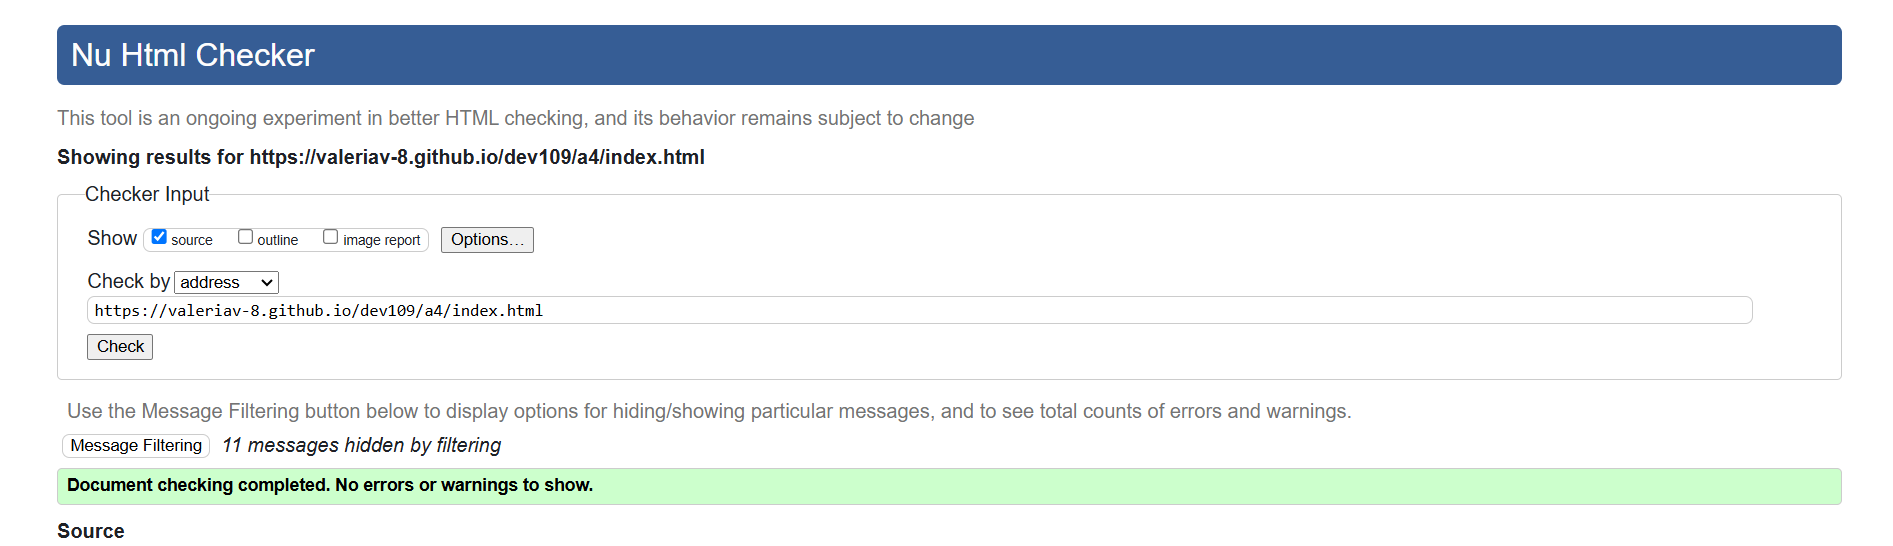 Nu Html Checker
This tool is an ongoing experiment in better HTML checking, and its behavior remains subject to change
Showing results for https://valeriav-8.github.io/dev109/a4/index.html
Checker Input
Show source outline image report Options...
Check by address
https://valeriav-8.github.io/dev109/a4/index.html
Check
Use the Message Filtering button below to display options for hiding/showing particular messages, and to see total counts of errors and warnings.
Message Filtering 11 messages hidden by filtering
Document checking completed. No errors or warnings to show.
Source